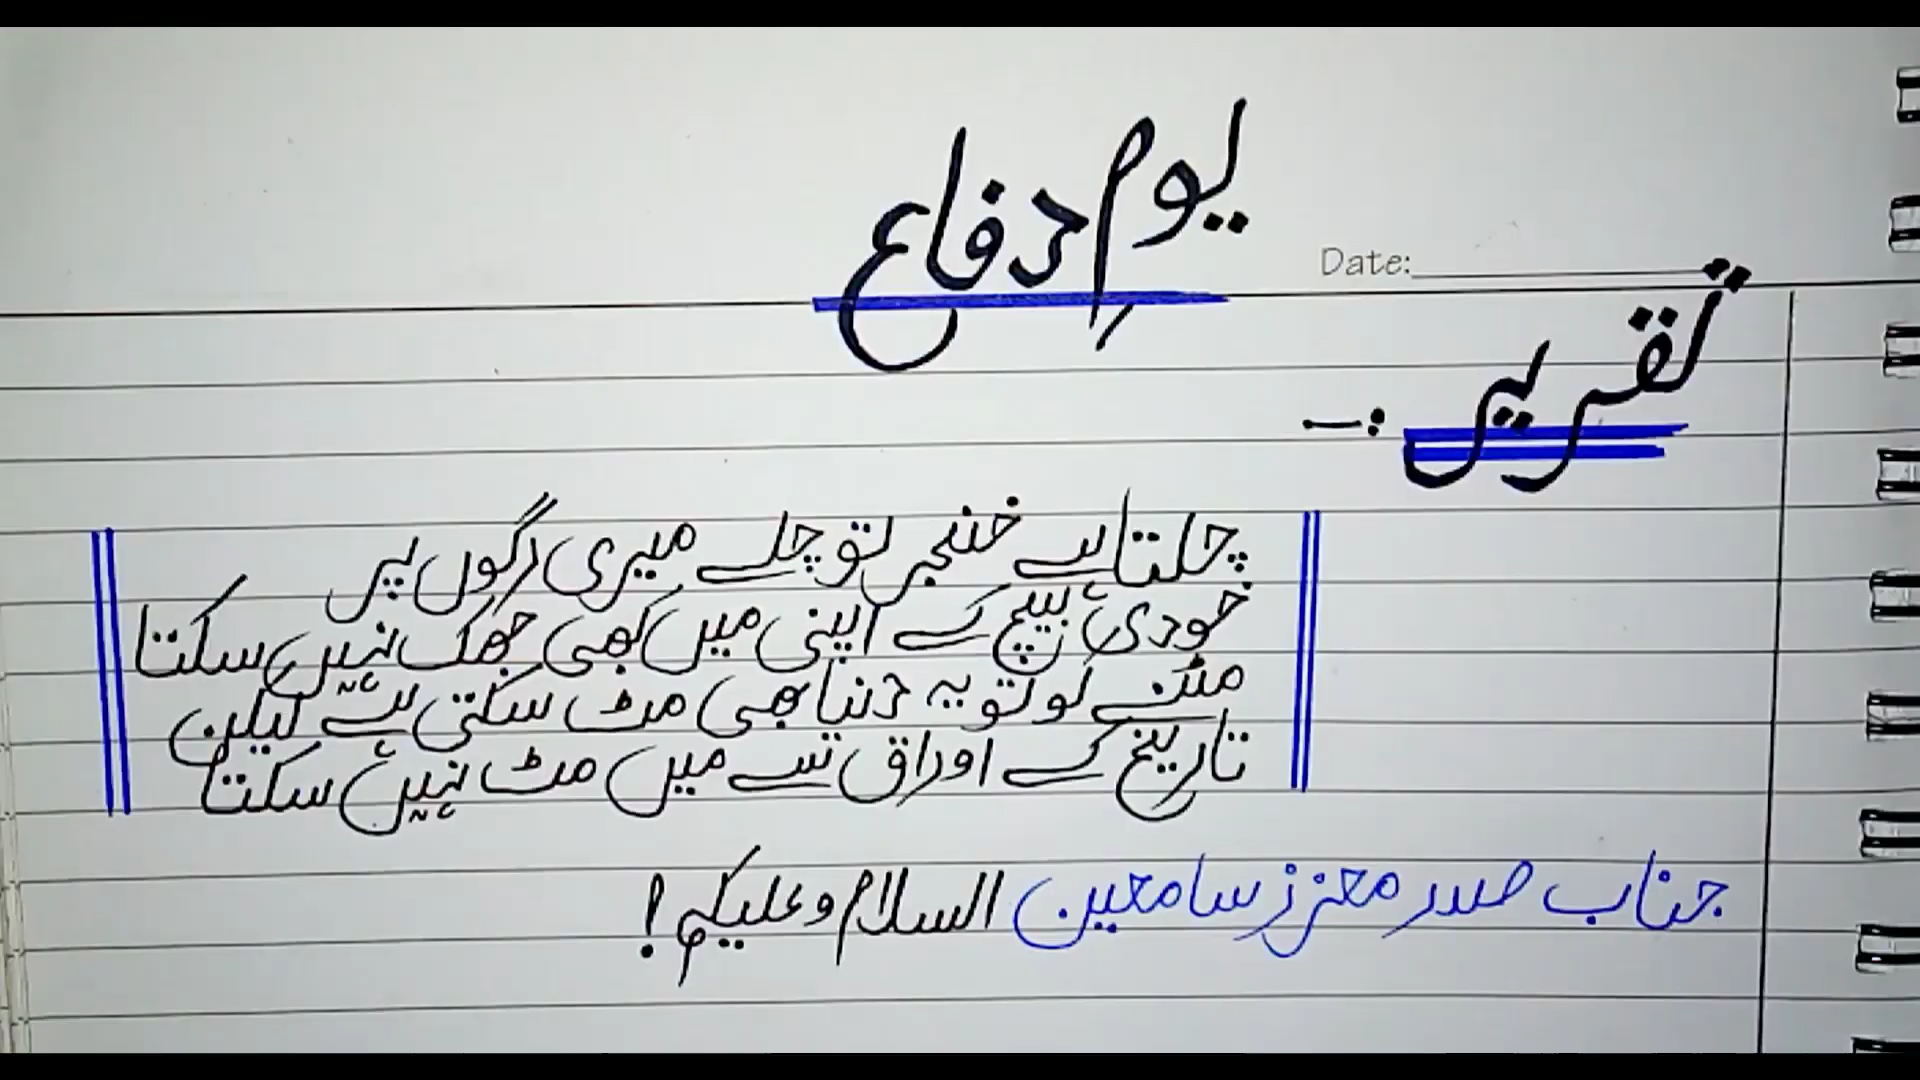 یومِ دفاع
Date:
تقریر :—
چلتا ہے خنجر تو چلے میری رگوں پر
خودی بیچ کے اپنی میں کبھی جھک نہیں سکتا
مٹنے کو تو یہ دنیا بھی مٹ سکتی ہے لیکن
تاریخ کے اوراق سے میں مٹ نہیں سکتا
جناب صدر معزز سامعین السلام وعلیکم!